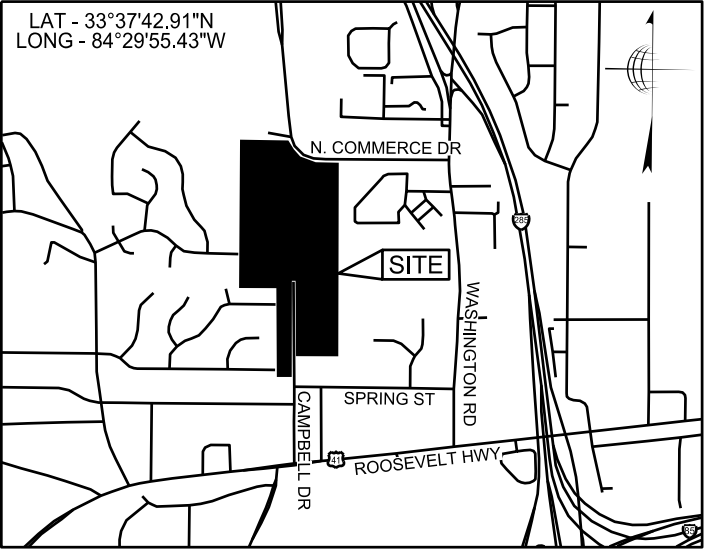 LAT - 33°37'42.91"N
LONG - 84°29'55.43"W
N. COMMERCE DR
285
SITE
WASHINGTON RD
SPRING ST
CAMPBELL DR
41
ROOSEVELT HWY
85